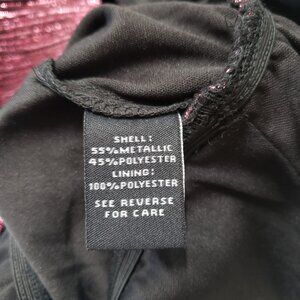 SHELL:
55%METALLIC
45%POLYESTER
LINING:
100%POLYESTER
SEE REVERSE
FOR CARE